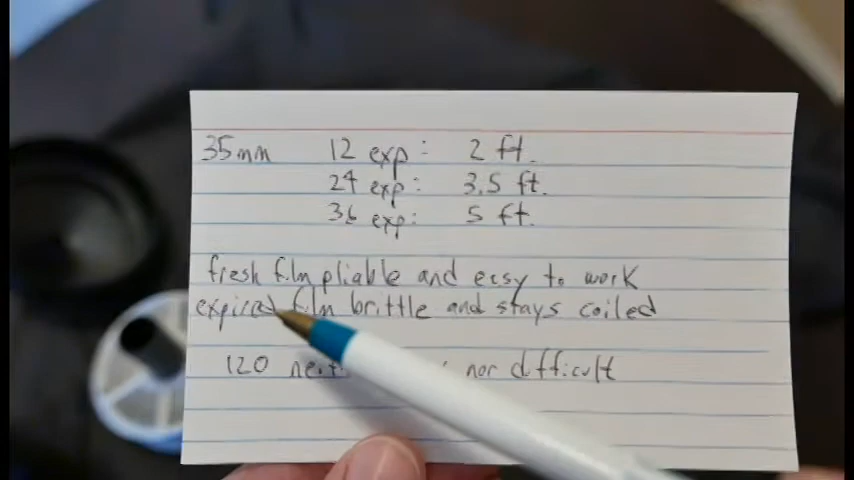 35mm 12 exp: 2 ft.
24 exp: 3.5 ft.
36 exp: 5 ft.
fresh film pliable and easy to work
expired film brittle and stays coiled
120 nor difficult